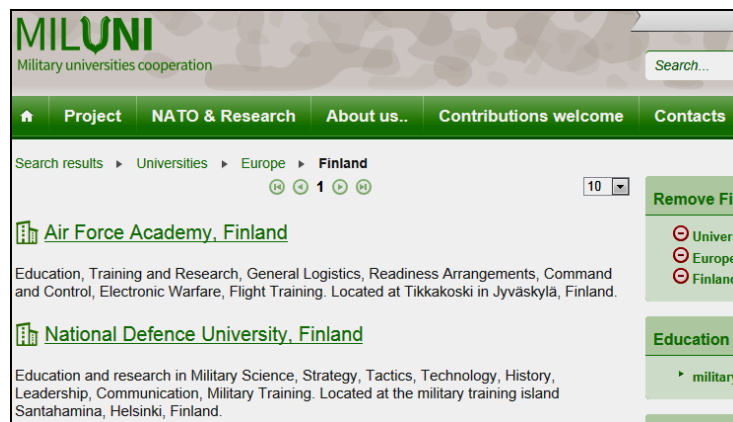 MILUNI
Military universities cooperation
Search...
Project NATO & Research About us.. Contributions welcome Contacts
Search results Universities Europe Finland
1 10
Remove
Air Force Academy, Finland
Education, Training and Research, General Logistics, Readiness Arrangements, Command
and Control, Electronic Warfare, Flight Training. Located at Tikkakoski in Jyväskylä, Finland.
Europe
National Defence University, Finland
Education
Education and research in Military Science, Strategy, Tactics, Technology, History,
Leadership, Communication, Military Training. Located at the military training island
Santahamina, Helsinki, Finland.